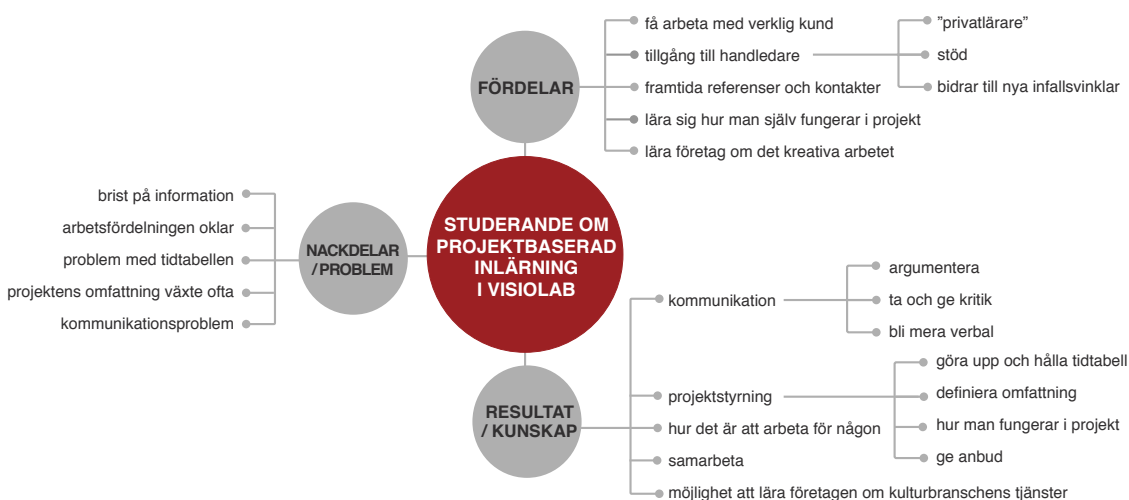 FÖRDELAR
få arbeta med verklig kund
tillgång till handledare
”privatlärare”
stöd
bidrar till nya infallsvinklar
framtida referenser och kontakter
lära sig hur man själv fungerar i projekt
lära företag om det kreativa arbetet
STUDERANDE OM
PROJEKTBASERAD
INLÄRNING
I VISIOLAB
NACKDELAR
/ PROBLEM
brist på information
arbetsfördelningen oklar
problem med tidtabellen
projektens omfattning växte ofta
kommunikationsproblem
RESULTAT
/ KUNSKAP
kommunikation
argumentera
ta och ge kritik
bli mera verbal
projektstyrning
göra upp och hålla tidtabell
definiera omfattning
hur man fungerar i projekt
ge anbud
hur det är att arbeta för någon
samarbeta
möjlighet att lära företagen om kulturbranschens tjänster